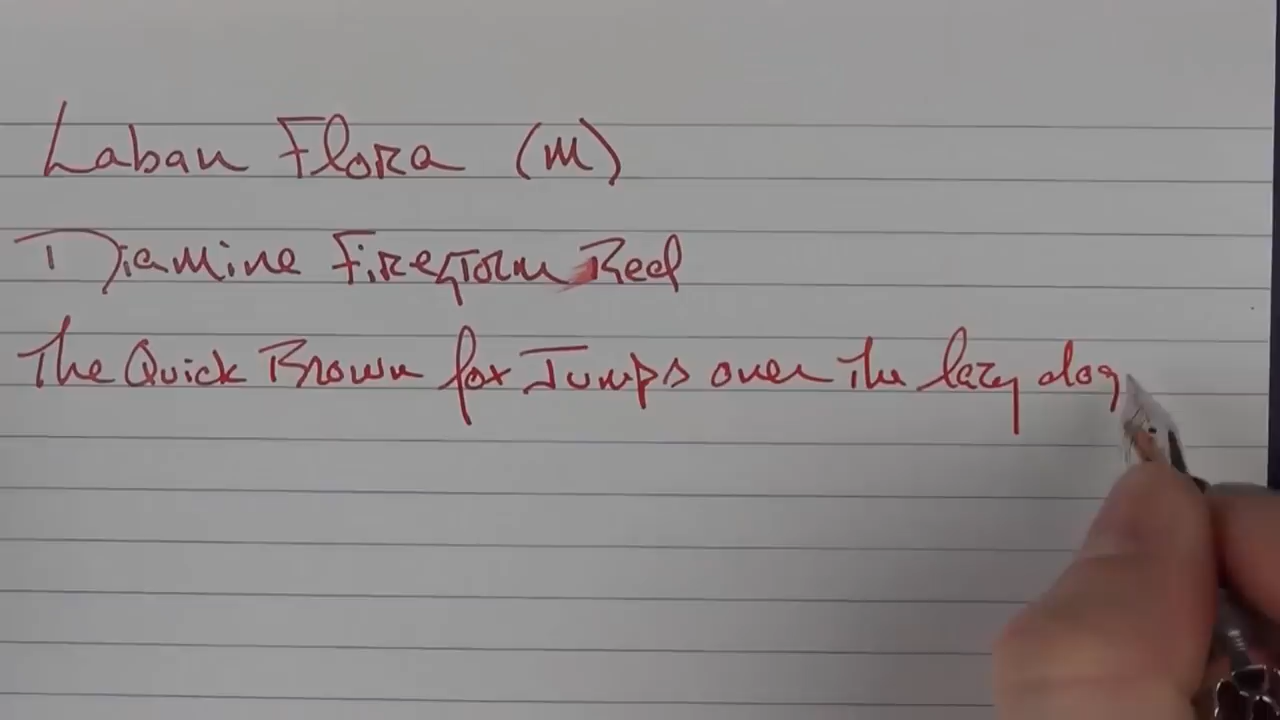 Laban Flora (M)
Diamine Firestorm Red
The Quick Brown fox Jumps over The lazy dog